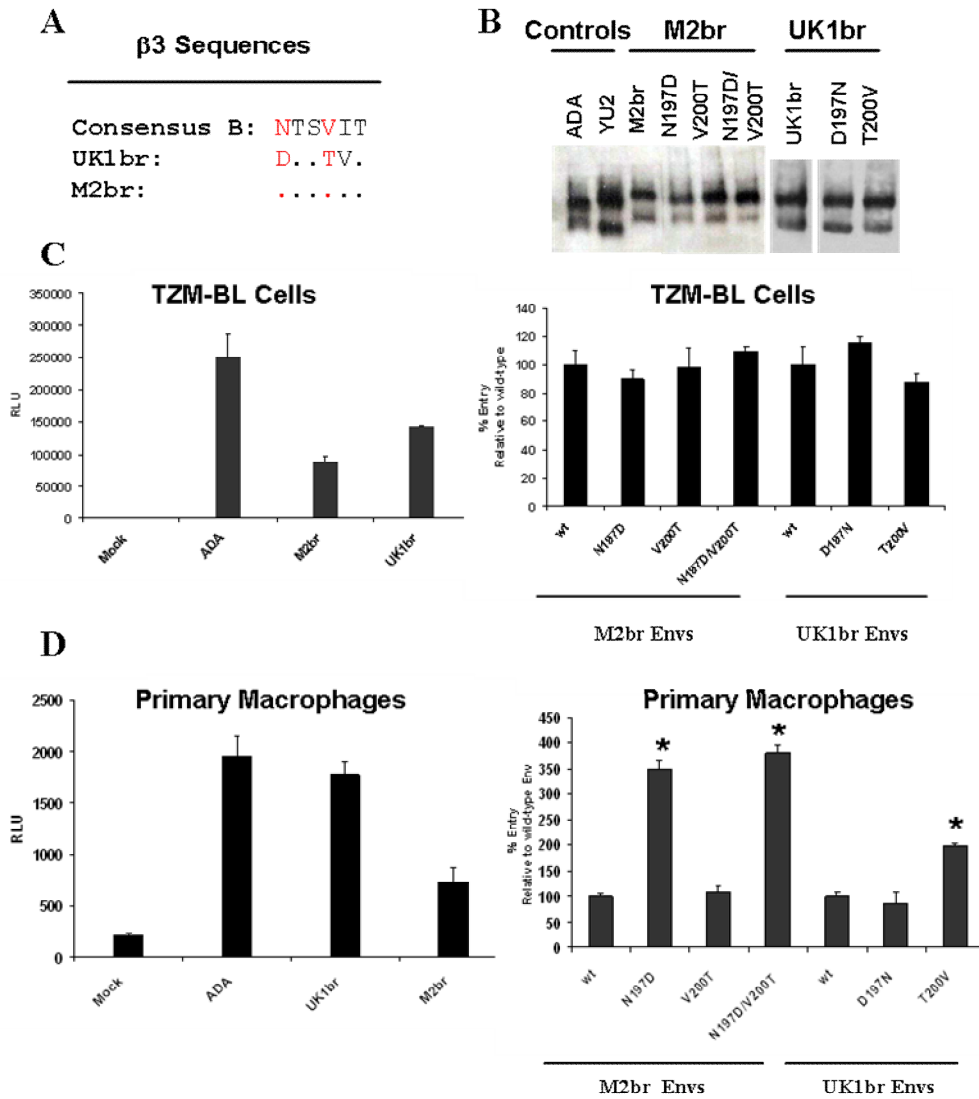 A
β3 Sequences
Consensus B: NTSVIT
UK1br: D..TV.
M2br: ......
B
Controls M2br UK1br
ADA
YU2
M2br
N197D
V200T
N197D/
V200T
UK1br
D197N
T200V
C
TZM-BL Cells
RLU
350000
300000
250000
200000
150000
100000
50000
0
Mock
ADA
M2br
UK1br
TZM-BL Cells
% Entry
Relative to wild-type
140
120
100
80
60
40
20
0
wt
N197D
V200T
N197D/V200T
wt
D197N
T200V
M2br Envs
UK1br Envs
D
Primary Macrophages
RLU
2500
2000
1500
1000
500
0
Mock
ADA
UK1br
M2br
Primary Macrophages
% Entry
Relative to wild-type Env
450
400
350
300
250
200
150
100
50
0
*
*
*
wt
N197D
V200T
N197D/V200T
wt
D197N
T200V
M2br Envs
UK1br Envs